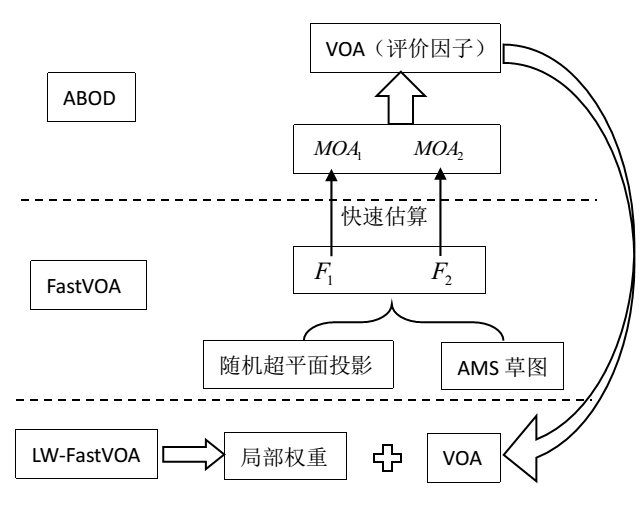 VOA（评价因子）
ABOD
MOA₁ MOA₂
快速估算
F₁ F₂
FastVOA
随机超平面投影 AMS 草图
LW-FastVOA 局部权重 VOA